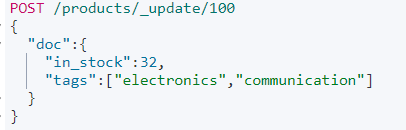 POST /products/_update/100
{
  "doc":{
    "in_stock":32,
    "tags":["electronics","communication"]
  }
}